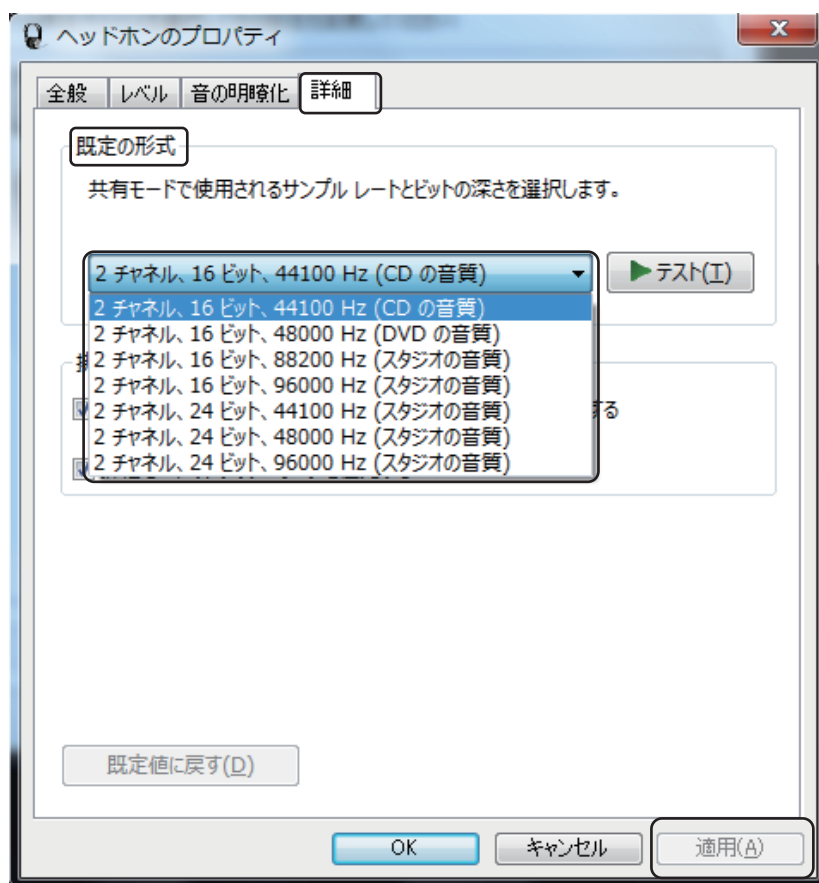 ヘッドホンのプロパティ
全般 レベル 音の明瞭化 詳細
既定の形式
共有モードで使用されるサンプル レートとビットの深さを選択します。
2 チャネル、16 ビット、44100 Hz (CD の音質) テスト(T)
2 チャネル、16 ビット、44100 Hz (CD の音質)
2 チャネル、16 ビット、48000 Hz (DVD の音質)
2 チャネル、16 ビット、88200 Hz (スタジオの音質)
2 チャネル、16 ビット、96000 Hz (スタジオの音質)
2 チャネル、24 ビット、44100 Hz (スタジオの音質) する
2 チャネル、24 ビット、48000 Hz (スタジオの音質)
2 チャネル、24 ビット、96000 Hz (スタジオの音質)
既定値に戻す(D)
OK キャンセル 適用(A)